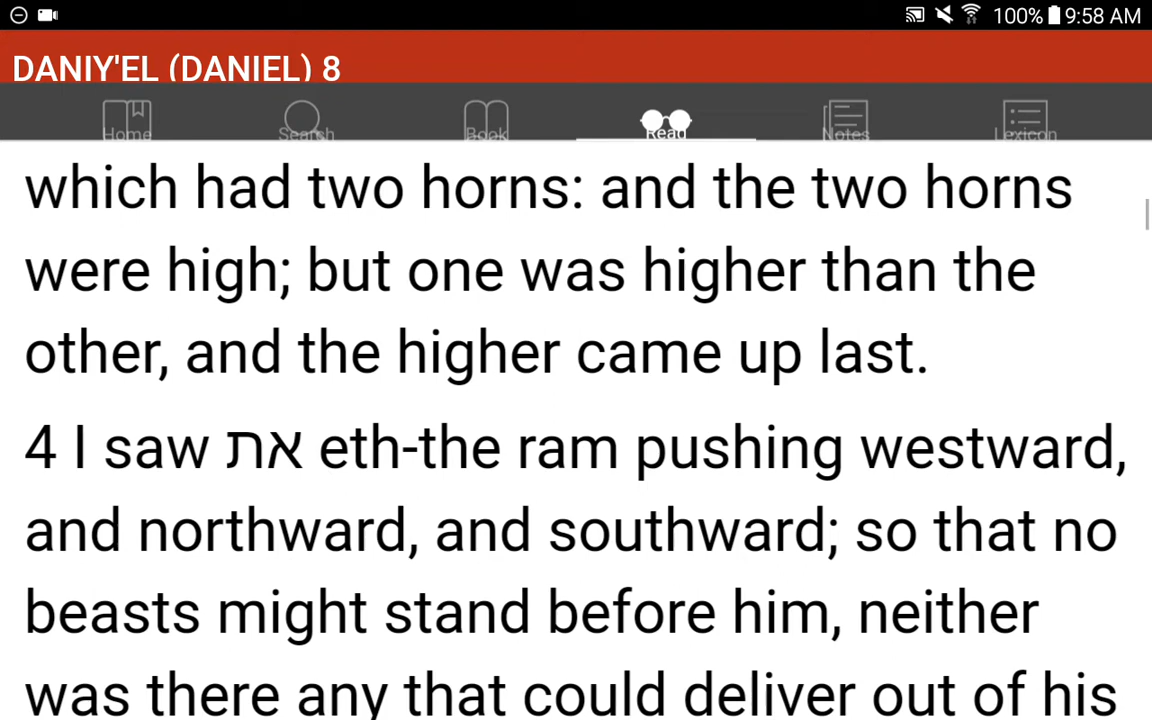 100% 9:58 AM
DANIY'EL (DANIEL) 8
Home Search Book Read Notes Lexicon
which had two horns: and the two horns
were high; but one was higher than the
other, and the higher came up last.
4 I saw את eth-the ram pushing westward,
and northward, and southward; so that no
beasts might stand before him, neither
was there any that could deliver out of his